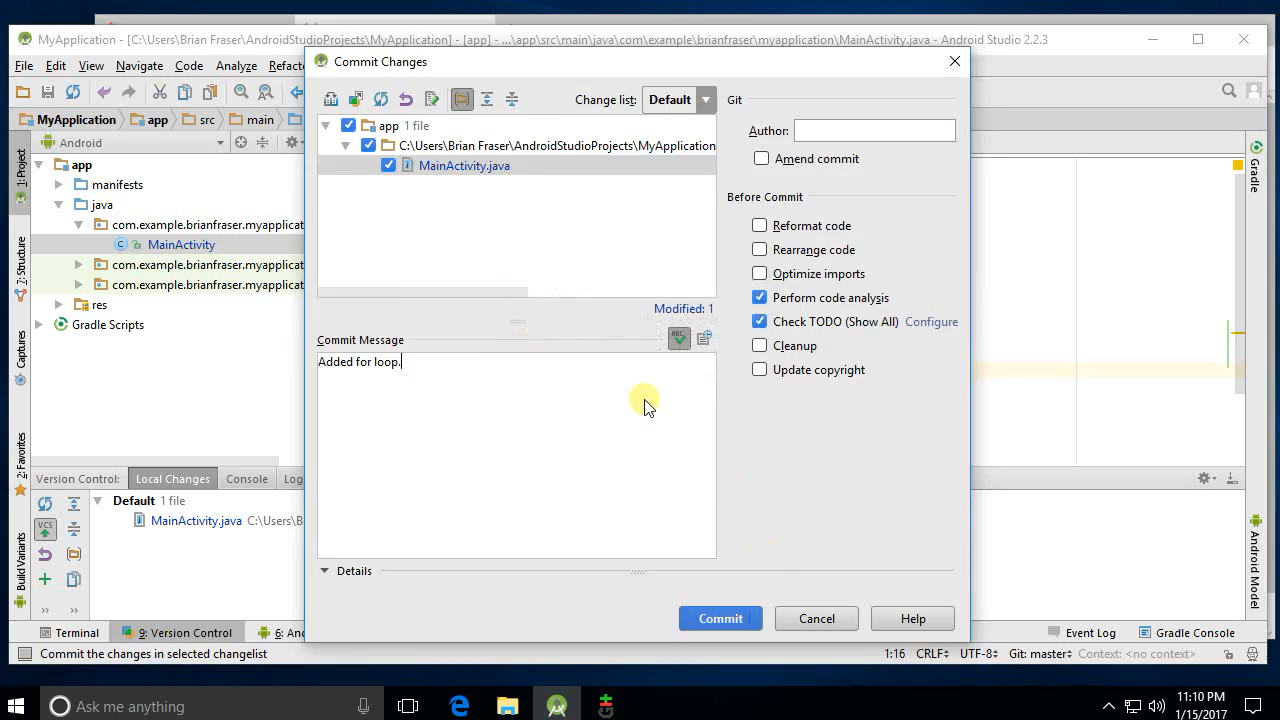 MyApplication - [C:\Users\Brian Fraser\AndroidStudioProjects\MyApplication] - [app] - ...\app\src\main\java\com\example\brianfraser\myapplication\MainActivity.java - Android Studio 2.2.3
File Edit View Navigate Code Analyze Refacto
Commit Changes
MyApplication app src main
Change list: Default
Git
Author:
Amend commit
Before Commit
Reformat code
Rearrange code
Optimize imports
Perform code analysis
Check TODO (Show All) Configure
Cleanup
Update copyright
app 1 file
C:\Users\Brian Fraser\AndroidStudioProjects\MyApplication
MainActivity.java
Modified: 1
Commit Message
ABC
Added for loop.
Details
Commit Cancel Help
1: Project
7: Structure
Captures
2: Favorites
Build Variants
Android
app
manifests
java
com.example.brianfraser.myapplicat
C MainActivity
com.example.brianfraser.myapplicat
com.example.brianfraser.myapplicat
res
Gradle Scripts
Gradle
Android Model
Version Control: Local Changes Console Log
Default 1 file
MainActivity.java C:\Users\B
VCS
Terminal 9: Version Control 6: An
Event Log Gradle Console
Commit the changes in selected changelist
1:16 CRLF UTF-8 Git: master Context: <no context>
Ask me anything
11:10 PM
1/15/2017